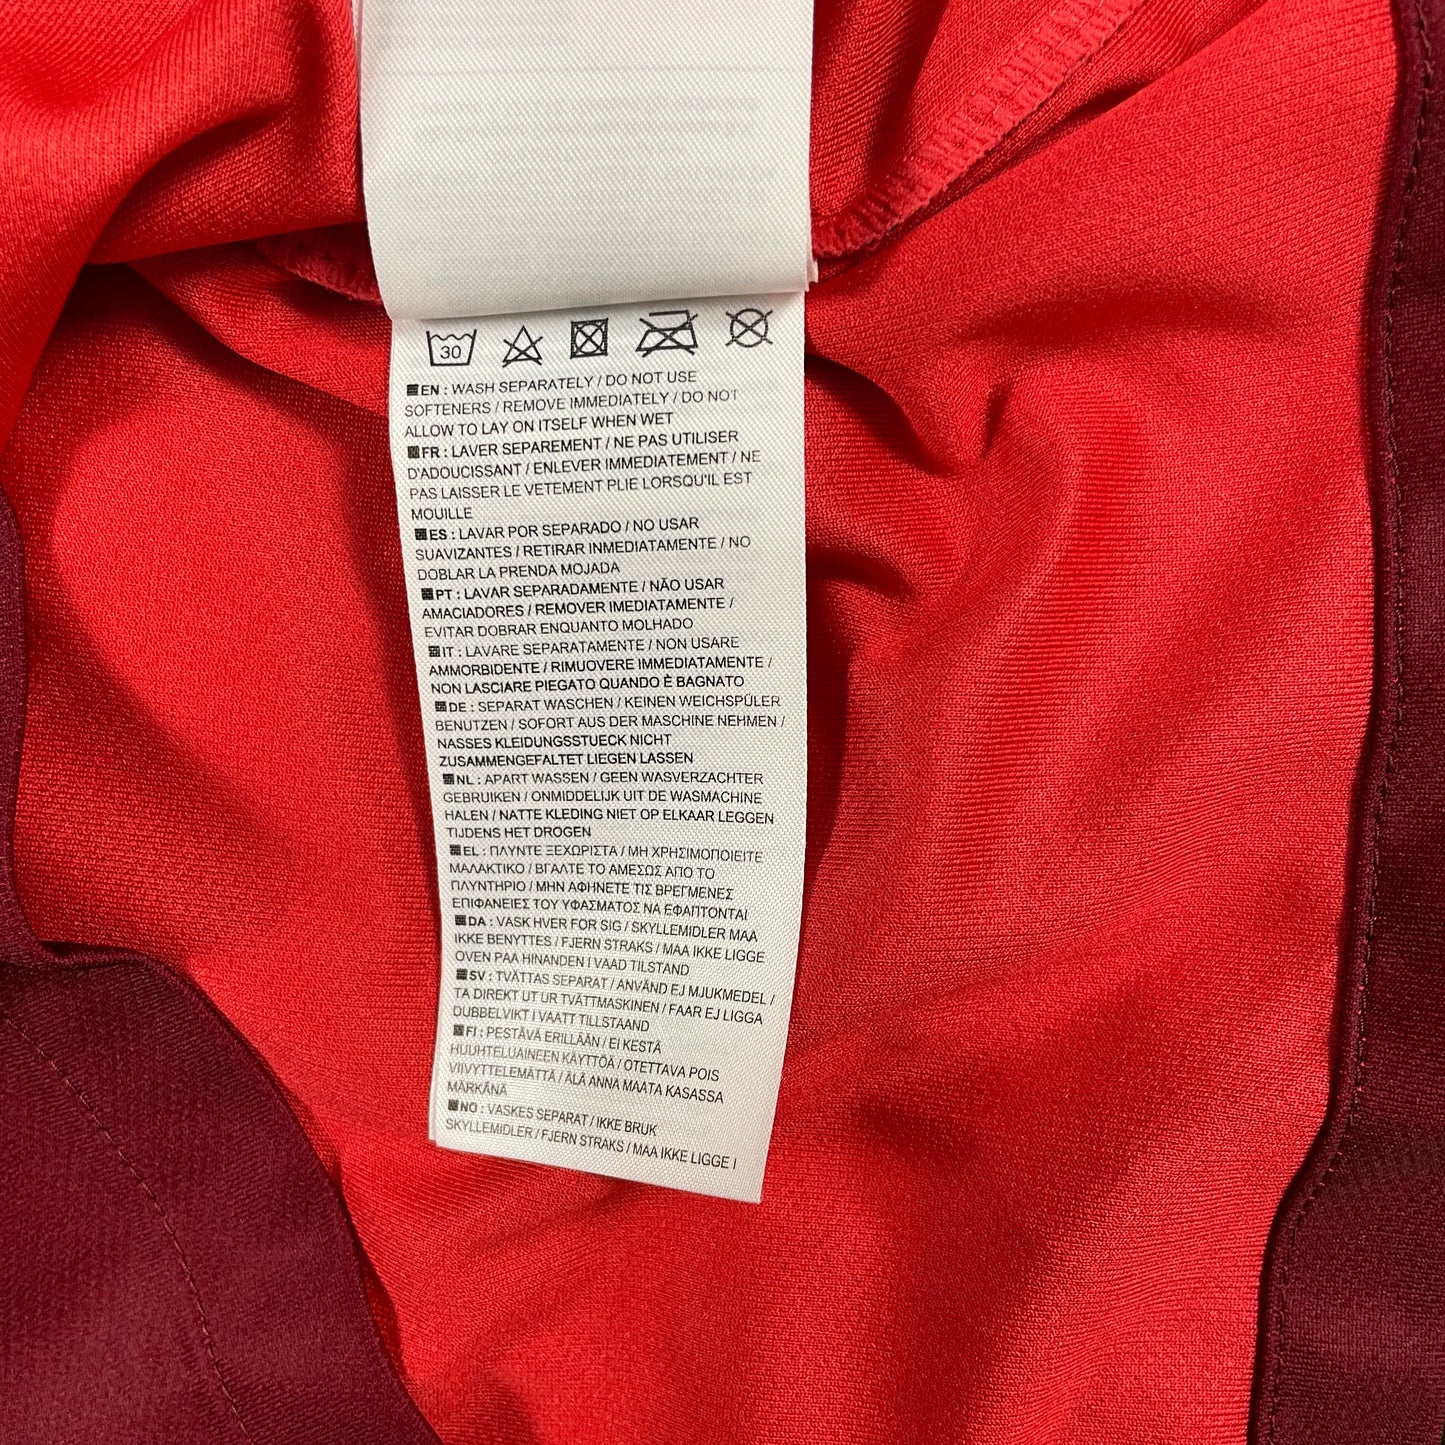 30
EN : WASH SEPARATELY / DO NOT USE
SOFTENERS / REMOVE IMMEDIATELY / DO NOT
ALLOW TO LAY ON ITSELF WHEN WET
FR : LAVER SEPAREMENT / NE PAS UTILISER
D'ADOUCISSANT / ENLEVER IMMEDIATEMENT / NE
PAS LAISSER LE VETEMENT PLIE LORSQU'IL EST
MOUILLE
ES : LAVAR POR SEPARADO / NO USAR
SUAVIZANTES / RETIRAR INMEDIATAMENTE / NO
DOBLAR LA PRENDA MOJADA
PT : LAVAR SEPARADAMENTE / NÃO USAR
AMACIADORES / REMOVER IMEDIATAMENTE /
EVITAR DOBRAR ENQUANTO MOLHADO
IT : LAVARE SEPARATAMENTE / NON USARE
AMMORBIDENTE / RIMUOVERE IMMEDIATAMENTE /
NON LASCIARE PIEGATO QUANDO È BAGNATO
DE : SEPARAT WASCHEN / KEINEN WEICHSPÜLER
BENUTZEN / SOFORT AUS DER MASCHINE NEHMEN /
NASSES KLEIDUNGSSTUECK NICHT
ZUSAMMENGEFALTET LIEGEN LASSEN
NL : APART WASSEN / GEEN WASVERZACHTER
GEBRUIKEN / ONMIDDELIJK UIT DE WASMACHINE
HALEN / NATTE KLEDING NIET OP ELKAAR LEGGEN
TIJDENS HET DROGEN
EL : ΠΛΥΝΤΕ ΞΕΧΩΡΙΣΤΑ / ΜΗ ΧΡΗΣΙΜΟΠΟΙΕΙΤΕ
ΜΑΛΑΚΤΙΚΟ / ΒΓΑΛΤΕ ΤΟ ΑΜΕΣΩΣ ΑΠΟ ΤΟ
ΠΛΥΝΤΗΡΙΟ / ΜΗΝ ΑΦΗΝΕΤΕ ΤΙΣ ΒΡΕΓΜΕΝΕΣ
ΕΠΙΦΑΝΕΙΕΣ ΤΟΥ ΥΦΑΣΜΑΤΟΣ ΝΑ ΕΦΑΠΤΟΝΤΑΙ
DA : VASK HVER FOR SIG / SKYLLEMIDLER MAA
IKKE BENYTTES / FJERN STRAKS / MAA IKKE LIGGE
OVEN PAA HINANDEN I VAAD TILSTAND
SV : TVÄTTAS SEPARAT / ANVÄND EJ MJUKMEDEL /
TA DIREKT UT UR TVÄTTMASKINEN / FAAR EJ LIGGA
DUBBELVIKT I VAATT TILLSTAAND
FI : PESTÄVÄ ERILLÄÄN / EI KESTÄ
HUUHTELUAINEEN KÄYTTÖÄ / OTETTAVA POIS
VIIVYTTELEMÄTTÄ / ÄLÄ ANNA MAATA KASASSA
MÄRKÄNÄ
NO : VASKES SEPARAT / IKKE BRUK
SKYLLEMIDLER / FJERN STRAKS / MAA IKKE LIGGE I